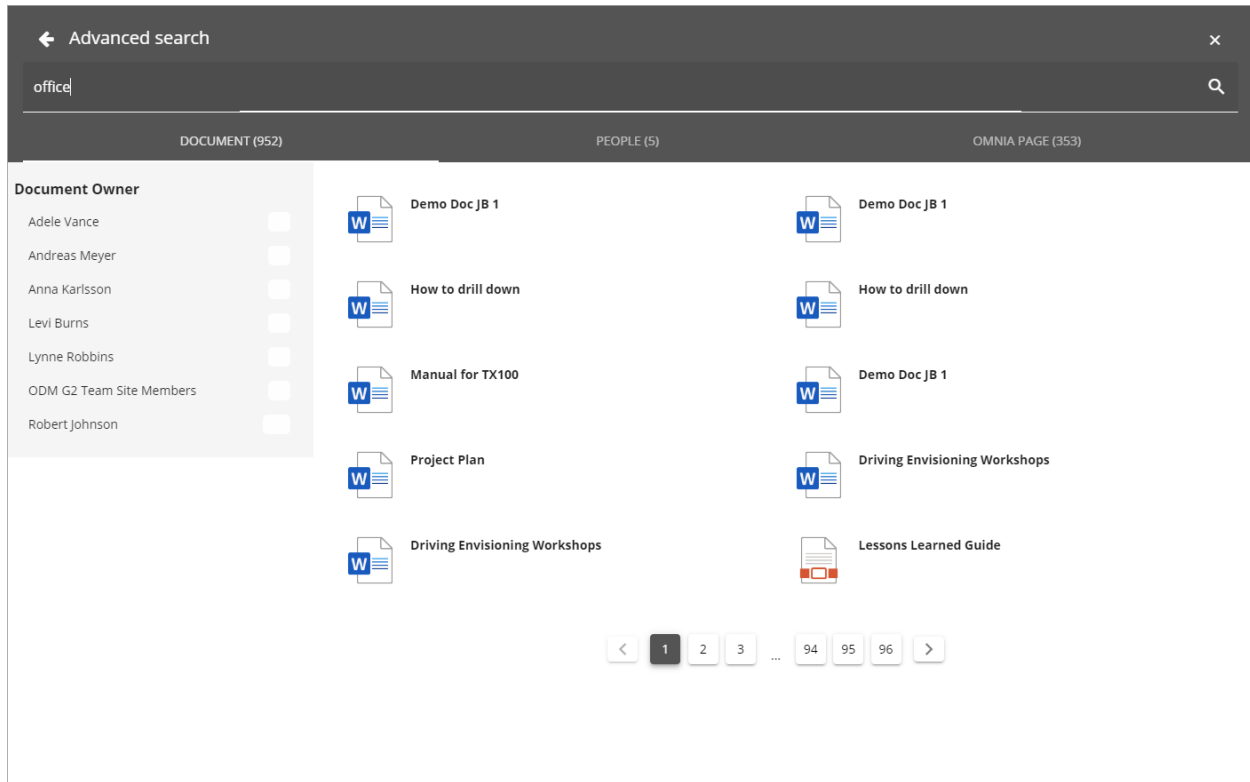 Advanced search
office
DOCUMENT (952)
PEOPLE (5)
OMNIA PAGE (353)
Document Owner
Adele Vance
Andreas Meyer
Anna Karlsson
Levi Burns
Lynne Robbins
ODM G2 Team Site Members
Robert Johnson
Demo Doc JB 1
Demo Doc JB 1
How to drill down
How to drill down
Manual for TX100
Demo Doc JB 1
Project Plan
Driving Envisioning Workshops
Driving Envisioning Workshops
Lessons Learned Guide
1 2 3 ... 94 95 96